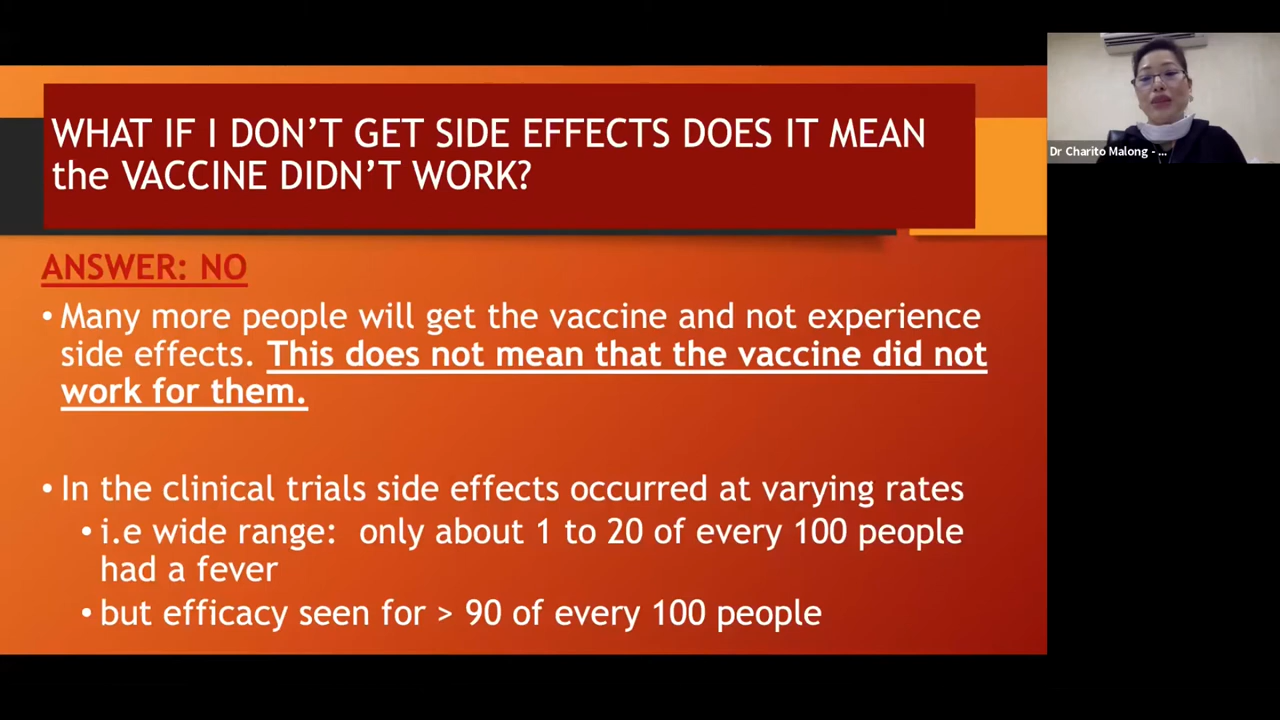 WHAT IF I DON'T GET SIDE EFFECTS DOES IT MEAN
the VACCINE DIDN'T WORK?
ANSWER: NO
• Many more people will get the vaccine and not experience
side effects. This does not mean that the vaccine did not
work for them.
• In the clinical trials side effects occurred at varying rates
• i.e wide range: only about 1 to 20 of every 100 people
had a fever
• but efficacy seen for > 90 of every 100 people
Dr Charito Malong - ...